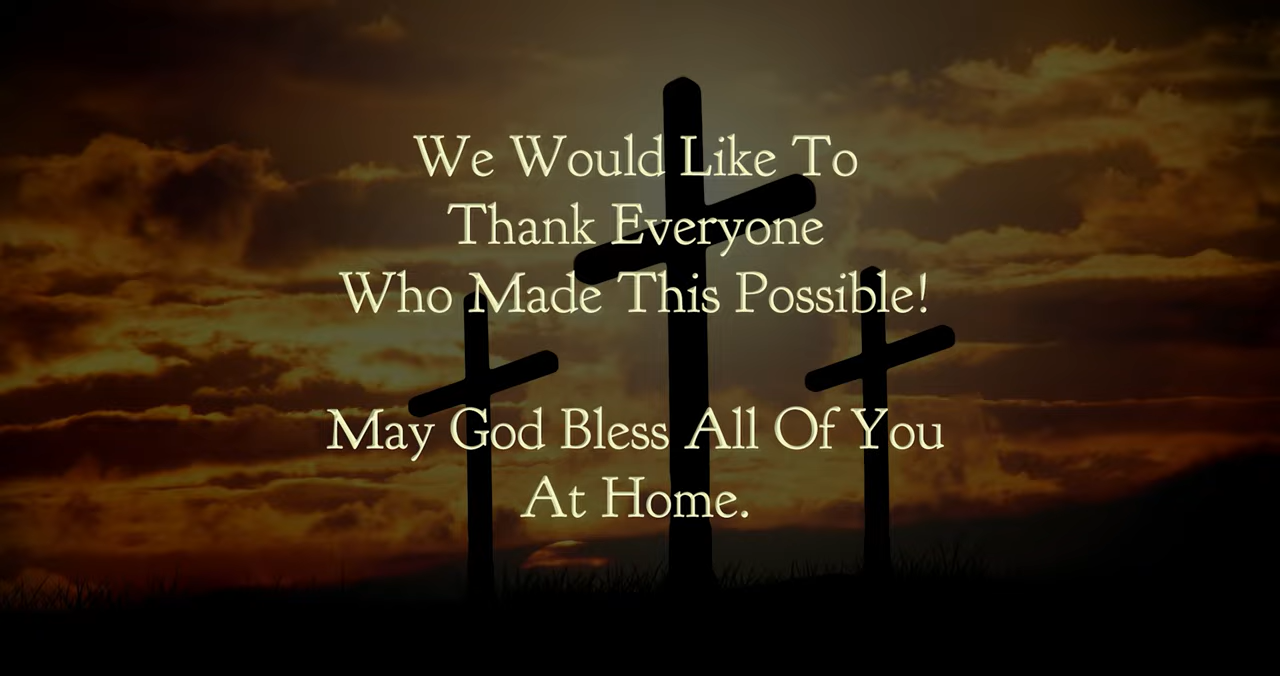 We Would Like To
Thank Everyone
Who Made This Possible!
May God Bless All Of You
At Home.